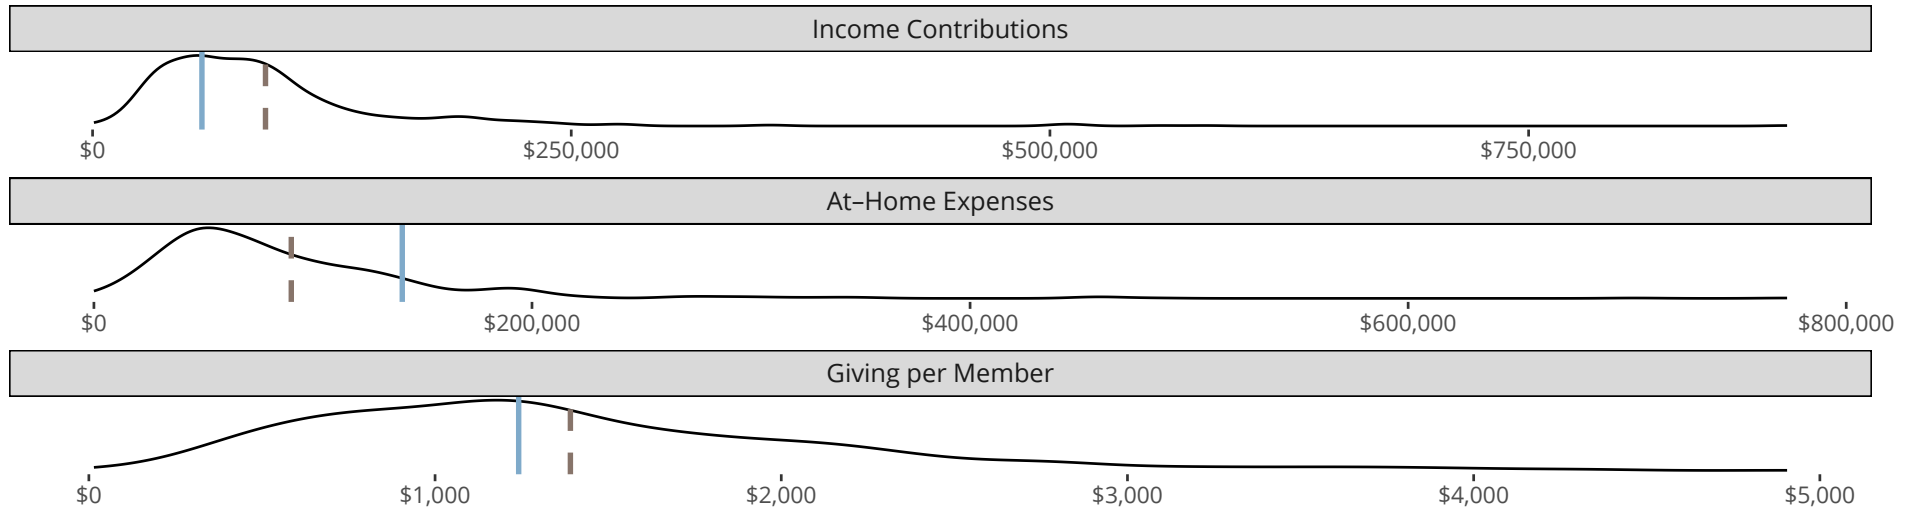 Income Contributions
$0 $250,000 $500,000 $750,000
At–Home Expenses
$0 $200,000 $400,000 $600,000 $800,000
Giving per Member
$0 $1,000 $2,000 $3,000 $4,000 $5,000